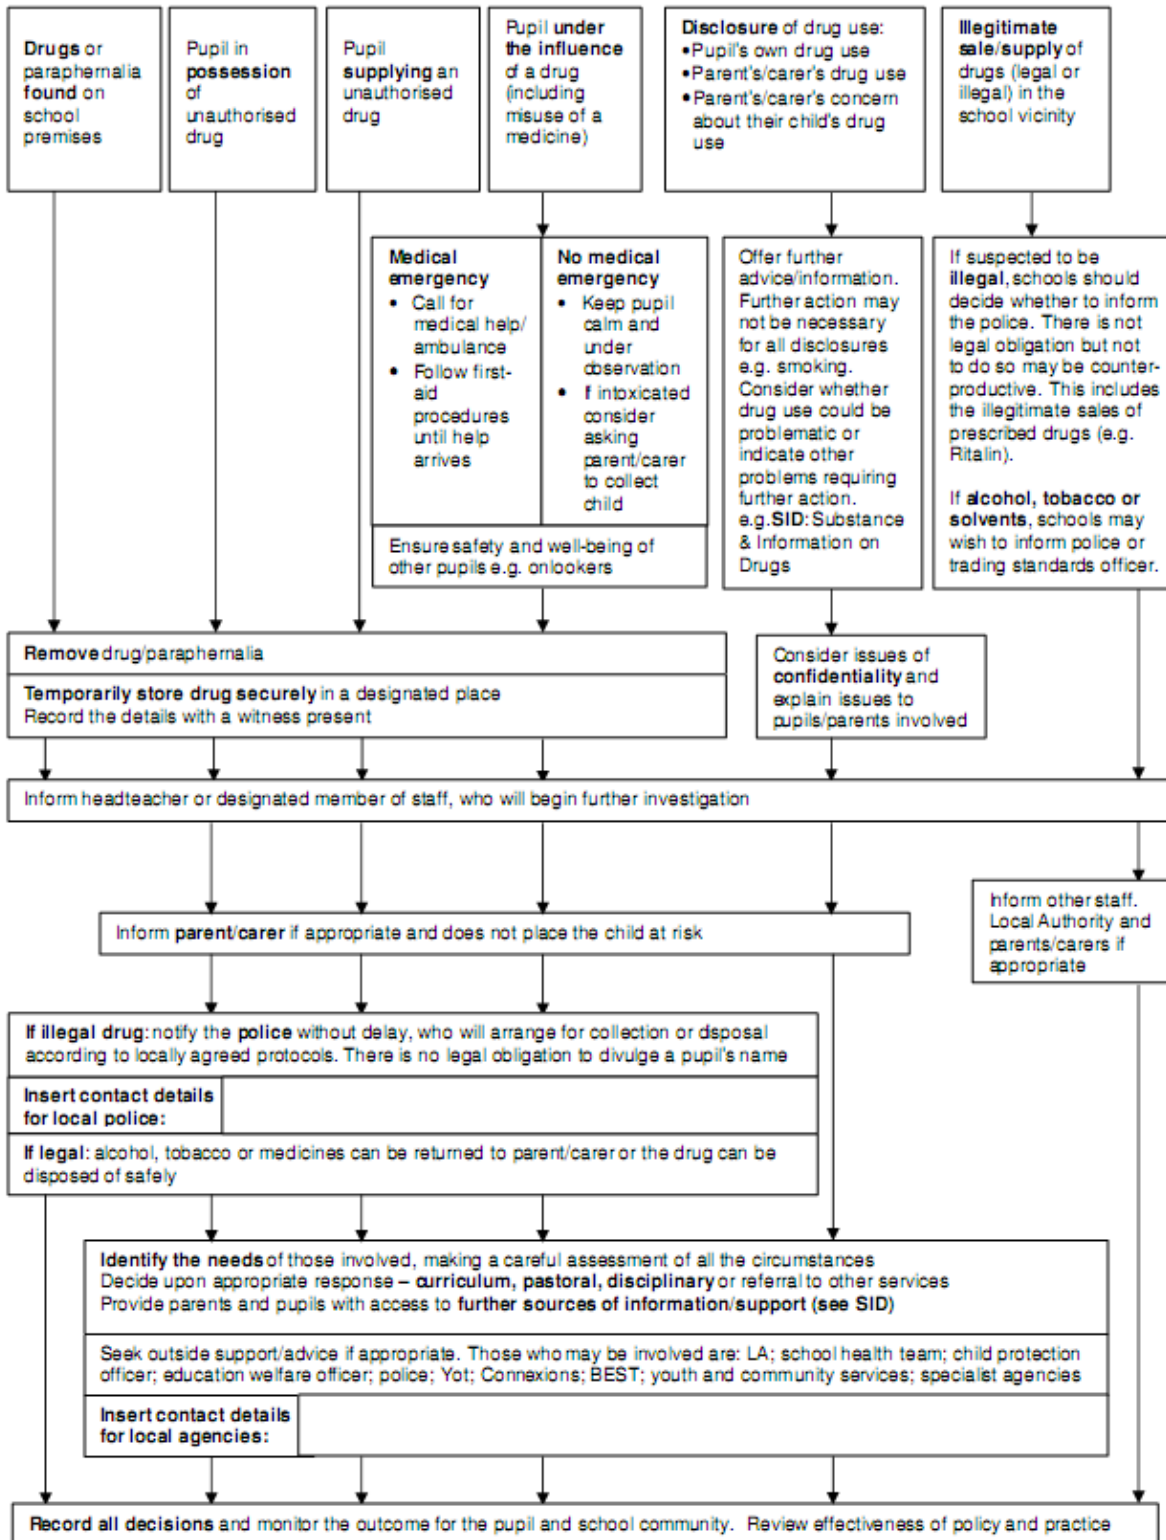 Drugs or
paraphernalia
found on
school
premises
Pupil in
possession
of
unauthorised
drug
Pupil
supplying an
unauthorised
drug
Pupil under
the influence
of a drug
(including
misuse of a
medicine)
Disclosure of drug use:
•Pupil's own drug use
•Parent's/carer's drug use
•Parent's/carer's concern
about their child's drug
use
Illegitimate
sale/supply of
drugs (legal or
illegal) in the
school vicinity
Medical
emergency
• Call for
medical help/
ambulance
• Follow first-
aid
procedures
until help
arrives
No medical
emergency
• Keep pupil
calm and
under
observation
• If intoxicated
consider
asking
parent/carer
to collect
child
Ensure safety and well-being of
other pupils e.g. onlookers
Offer further
advice/information.
Further action may
not be necessary
for all disclosures
e.g. smoking.
Consider whether
drug use could be
problematic or
indicate other
problems requiring
further action.
e.g.SID: Substance
& Information on
Drugs
If suspected to be
illegal, schools should
decide whether to inform
the police. There is not
legal obligation but not
to do so may be counter-
productive. This includes
the illegitimate sales of
prescribed drugs (e.g.
Ritalin).
If alcohol, tobacco or
solvents, schools may
wish to inform police or
trading standards officer.
Remove drug/paraphernalia
Temporarily store drug securely in a designated place
Record the details with a witness present
Consider issues of
confidentiality and
explain issues to
pupils/parents involved
Inform headteacher or designated member of staff, who will begin further investigation
Inform parent/carer if appropriate and does not place the child at risk
Inform other staff.
Local Authority and
parents/carers if
appropriate
If illegal drug: notify the police without delay, who will arrange for collection or disposal
according to locally agreed protocols. There is no legal obligation to divulge a pupil's name
Insert contact details
for local police:
If legal: alcohol, tobacco or medicines can be returned to parent/carer or the drug can be
disposed of safely
Identify the needs of those involved, making a careful assessment of all the circumstances
Decide upon appropriate response – curriculum, pastoral, disciplinary or referral to other services
Provide parents and pupils with access to further sources of information/support (see SID)
Seek outside support/advice if appropriate. Those who may be involved are: LA; school health team; child protection
officer; education welfare officer; police; Yot; Connexions; BEST; youth and community services; specialist agencies
Insert contact details
for local agencies:
Record all decisions and monitor the outcome for the pupil and school community. Review effectiveness of policy and practice